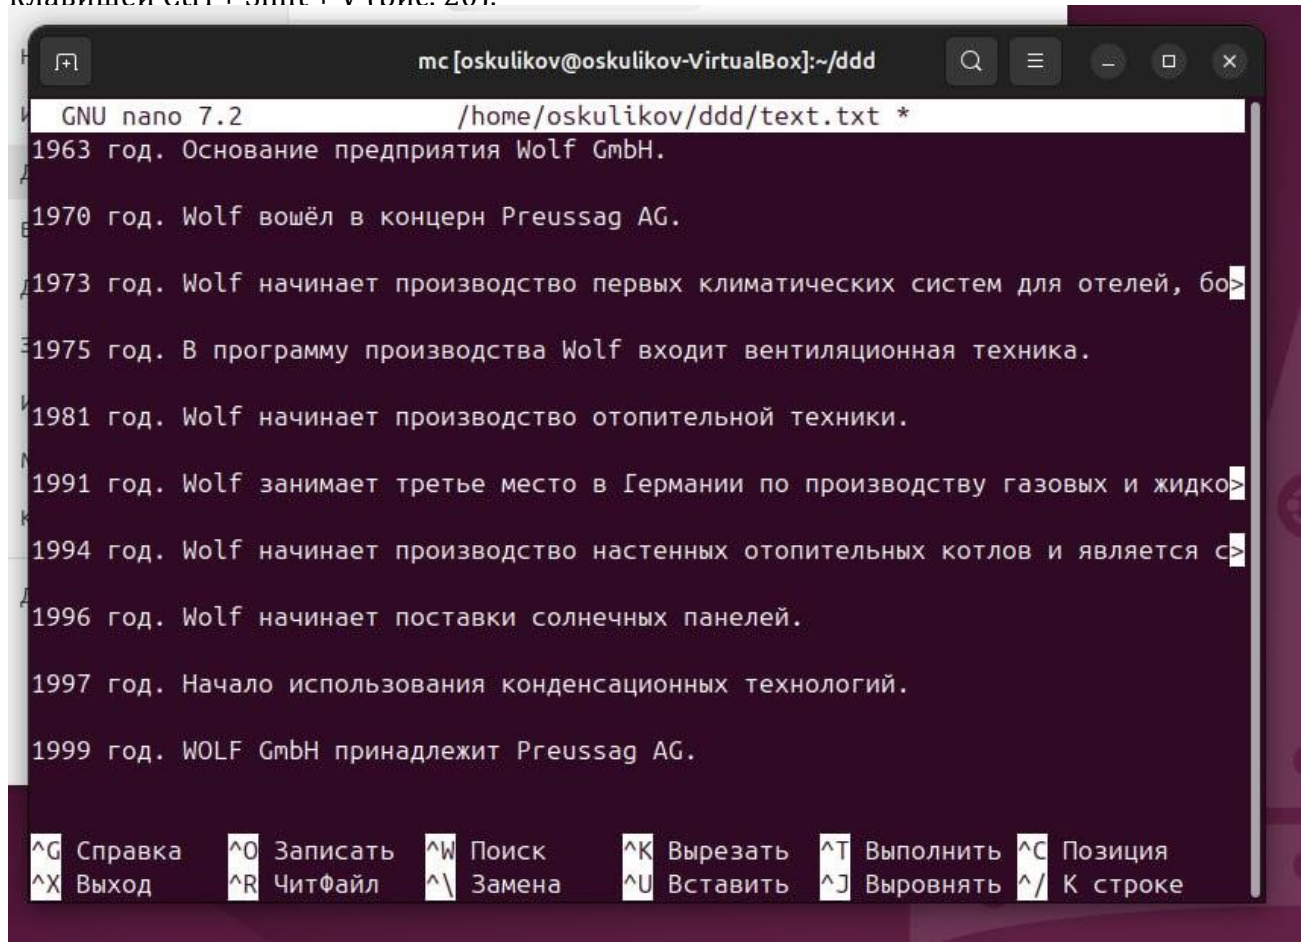 клавишей Ctrl + Shift + V (рис. 20).
mc [oskulikov@oskulikov-VirtualBox]:~/ddd
GNU nano 7.2 /home/oskulikov/ddd/text.txt *
1963 год. Основание предприятия Wolf GmbH.
1970 год. Wolf вошёл в концерн Preussag AG.
1973 год. Wolf начинает производство первых климатических систем для отелей, бо>
1975 год. В программу производства Wolf входит вентиляционная техника.
1981 год. Wolf начинает производство отопительной техники.
1991 год. Wolf занимает третье место в Германии по производству газовых и жидко>
1994 год. Wolf начинает производство настенных отопительных котлов и является с>
1996 год. Wolf начинает поставки солнечных панелей.
1997 год. Начало использования конденсационных технологий.
1999 год. WOLF GmbH принадлежит Preussag AG.
^G Справка ^O Записать ^W Поиск ^K Вырезать ^T Выполнить ^C Позиция
^X Выход ^R ЧитФайл ^\ Замена ^U Вставить ^J Выровнять ^/ К строке